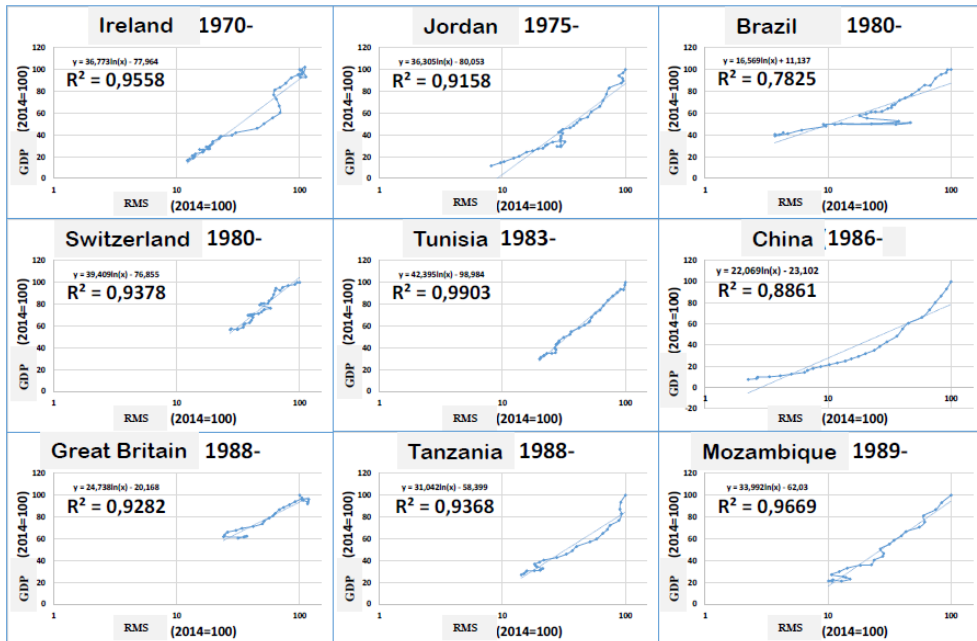 Ireland 1970-
y = 36,773ln(x) - 77,964
R² = 0,9558
GDP (2014=100)
120
100
80
60
40
20
0
1 10 100
RMS (2014=100)
Jordan 1975-
y = 36,305ln(x) - 80,053
R² = 0,9158
GDP (2014=100)
120
100
80
60
40
20
0
1 10 100
RMS (2014=100)
Brazil 1980-
y = 16,569ln(x) + 11,137
R² = 0,7825
GDP (2014=100)
120
100
80
60
40
20
0
1 10 100
RMS (2014=100)
Switzerland 1980-
y = 39,409ln(x) - 76,855
R² = 0,9378
GDP (2014=100)
120
100
80
60
40
20
0
1 10 100
RMS (2014=100)
Tunisia 1983-
y = 42,395ln(x) - 98,984
R² = 0,9903
GDP (2014=100)
120
100
80
60
40
20
0
1 10 100
RMS (2014=100)
China (1986-
y = 22,069ln(x) - 23,102
R² = 0,8861
GDP (2014=100)
120
100
80
60
40
20
0
-20
1 10 100
RMS (2014=100)
Great Britain 1988-
y = 24,738ln(x) - 20,168
R² = 0,9282
GDP (2014=100)
120
100
80
60
40
20
0
1 10 100
RMS (2014=100)
Tanzania 1988-
y = 31,042ln(x) - 58,399
R² = 0,9368
GDP (2014=100)
120
100
80
60
40
20
0
1 10 100
RMS (2014=100)
Mozambique 1989-
y = 33,992ln(x) - 62,03
R² = 0,9669
GDP (2014=100)
120
100
80
60
40
20
0
1 10 100
RMS (2014=100)